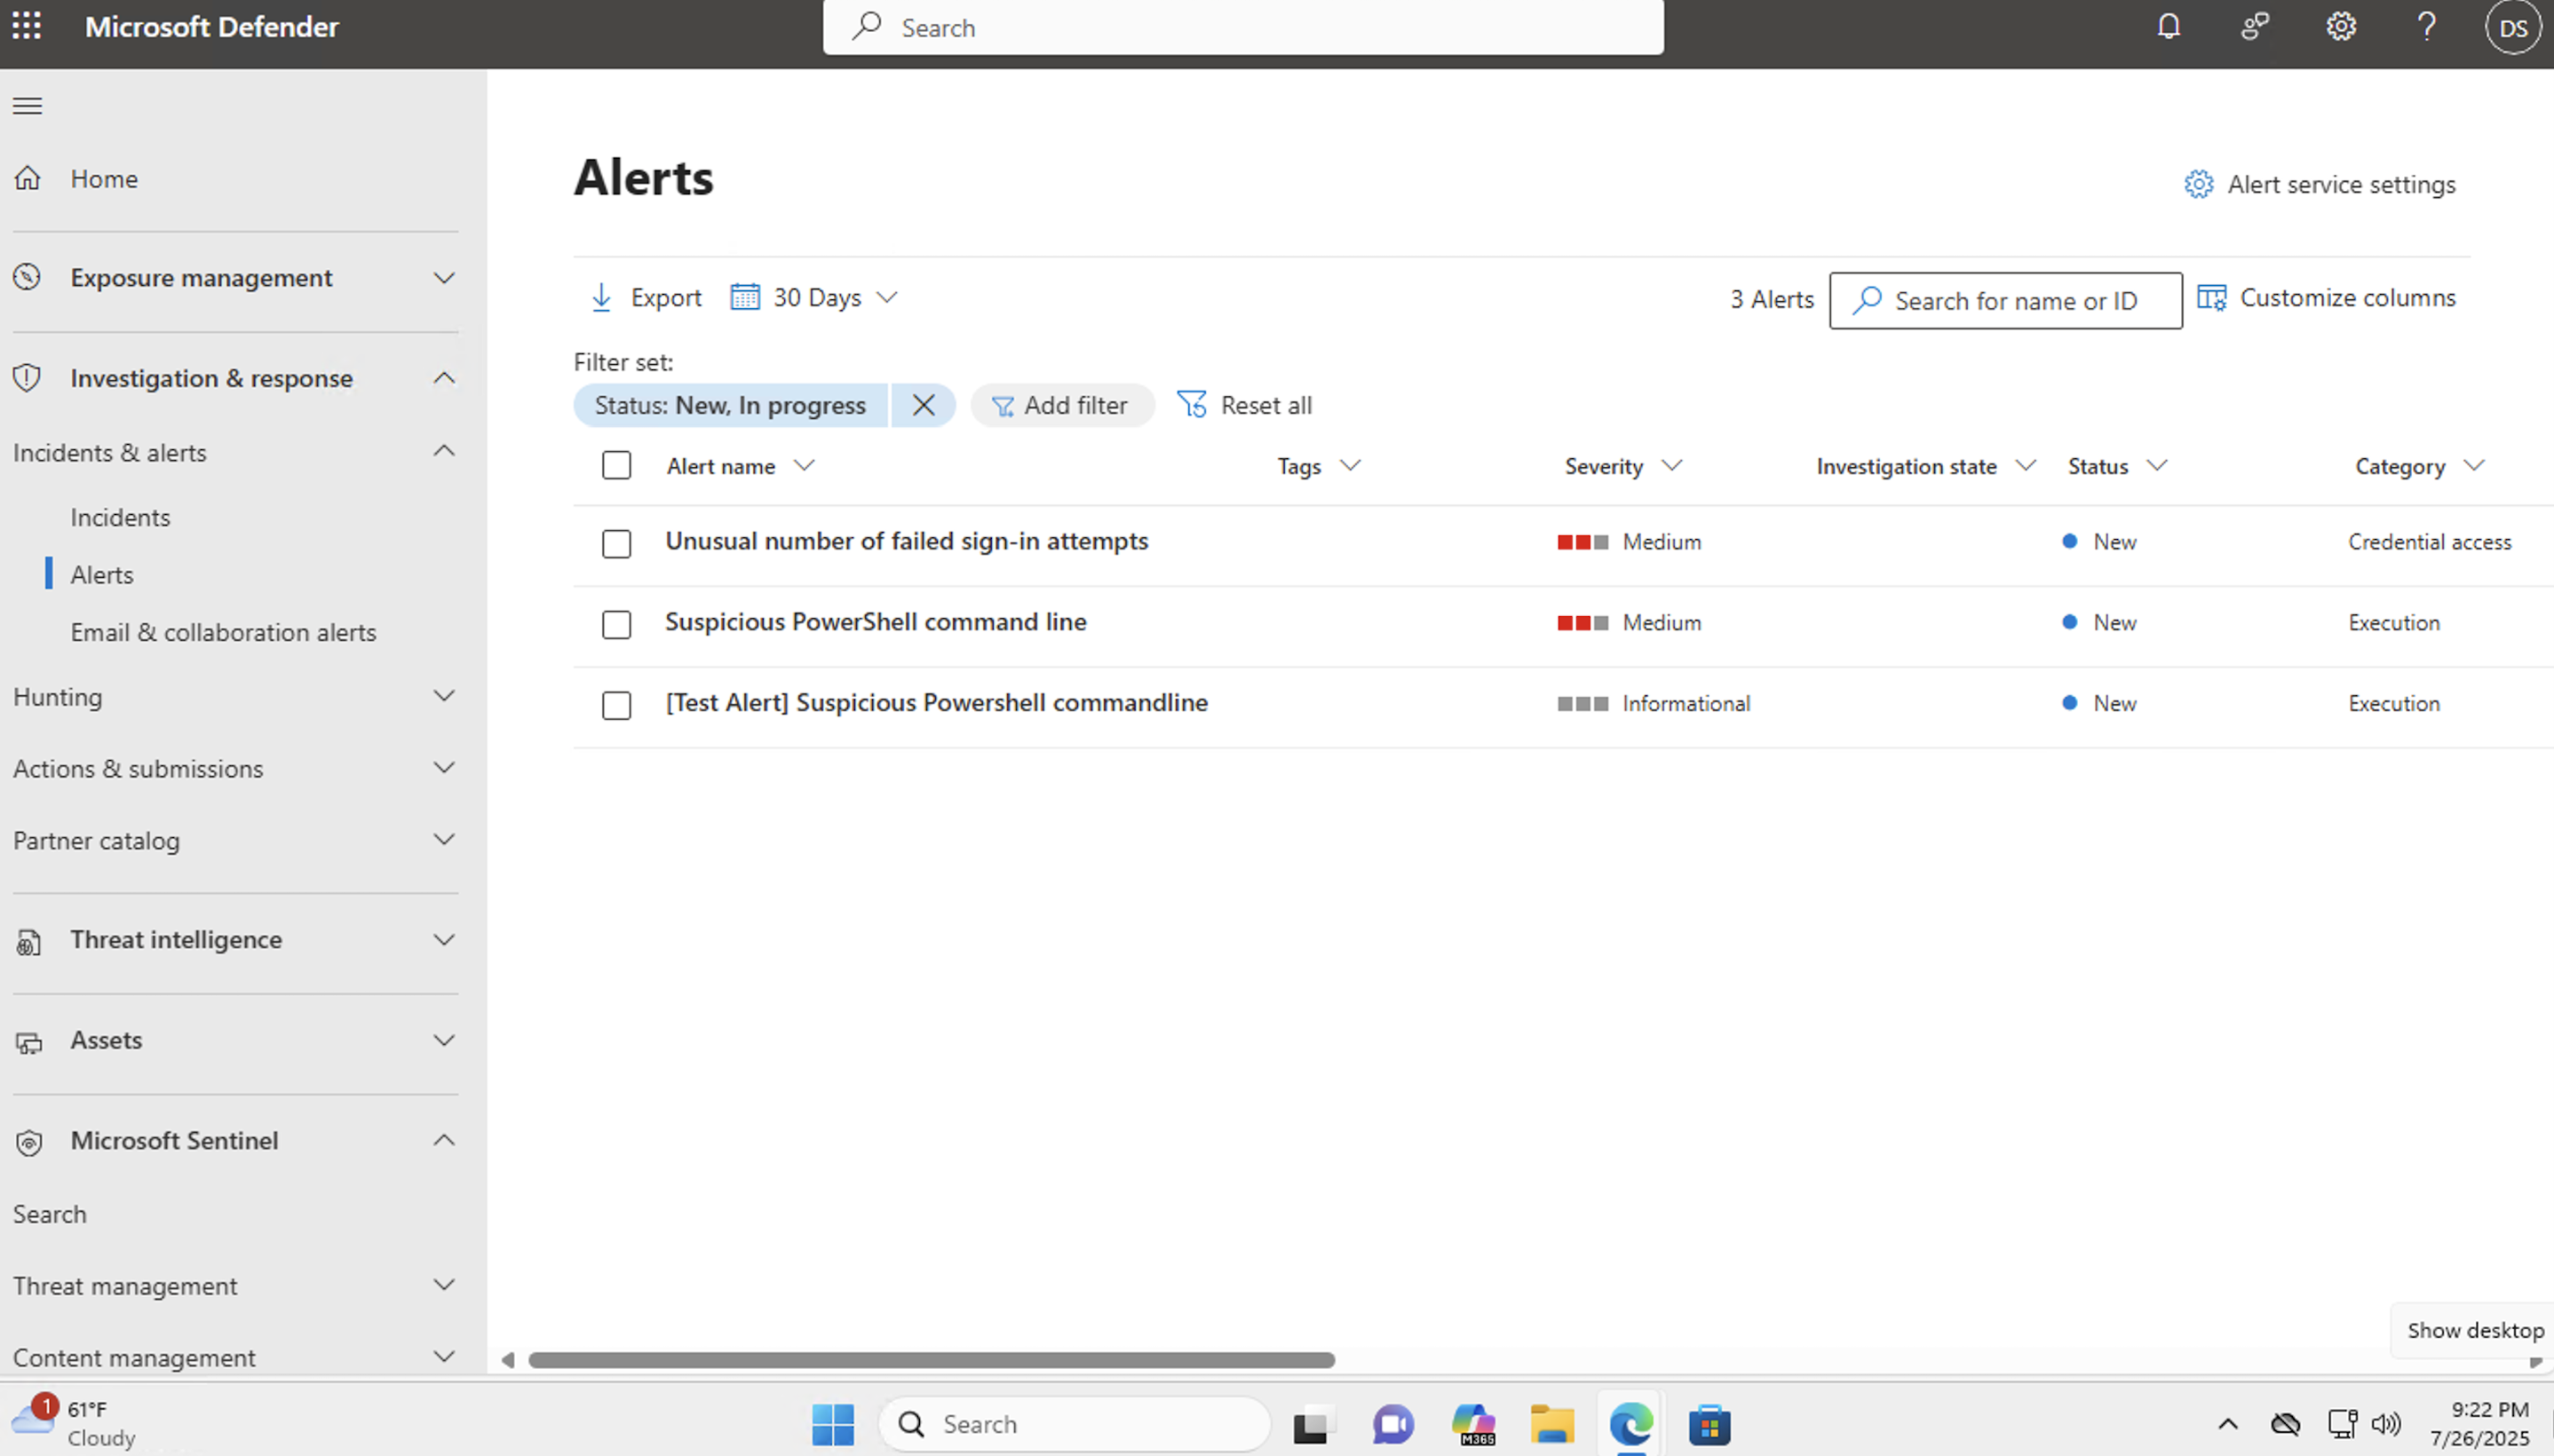 Microsoft Defender
Search
DS
Home
Exposure management
Investigation & response
Incidents & alerts
Incidents
Alerts
Email & collaboration alerts
Hunting
Actions & submissions
Partner catalog
Threat intelligence
Assets
Microsoft Sentinel
Search
Threat management
Content management
Alerts
Alert service settings
Export 30 Days
3 Alerts Search for name or ID Customize columns
Filter set:
Status: New, In progress Add filter Reset all
Alert name Tags Severity Investigation state Status Category
Unusual number of failed sign-in attempts Medium New Credential access
Suspicious PowerShell command line Medium New Execution
[Test Alert] Suspicious Powershell commandline Informational New Execution
Show desktop
1
61°F
Cloudy
Search
M365
9:22 PM
7/26/2025